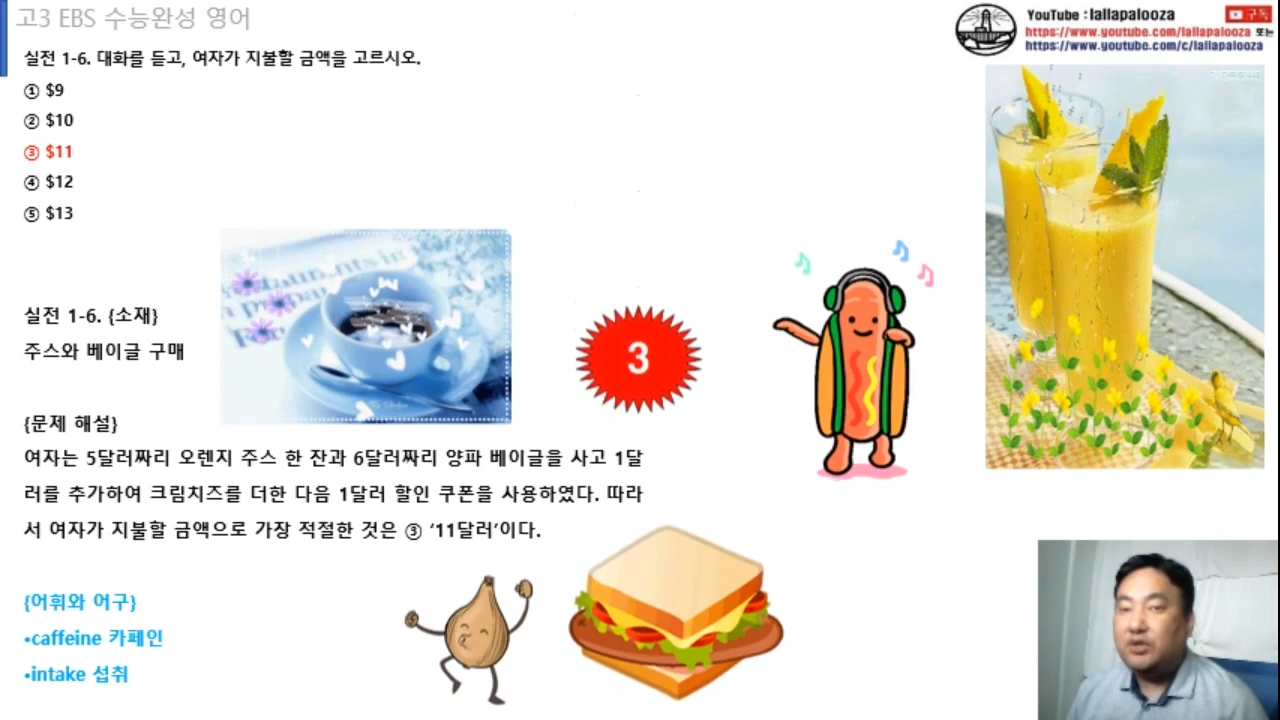 고3 EBS 수능완성 영어
YouTube : lallapalooza
구독
https://www.youtube.com/lallapalooza 또는
https://www.youtube.com/c/lallapalooza
실전 1-6. 대화를 듣고, 여자가 지불할 금액을 고르시오.
① $9
② $10
③ $11
④ $12
⑤ $13
실전 1-6. {소재}
주스와 베이글 구매
3
{문제 해설}
여자는 5달러짜리 오렌지 주스 한 잔과 6달러짜리 양파 베이글을 사고 1달
러를 추가하여 크림치즈를 더한 다음 1달러 할인 쿠폰을 사용하였다. 따라
서 여자가 지불할 금액으로 가장 적절한 것은 ③ ‘11달러’이다.
{어휘와 어구}
•caffeine 카페인
•intake 섭취